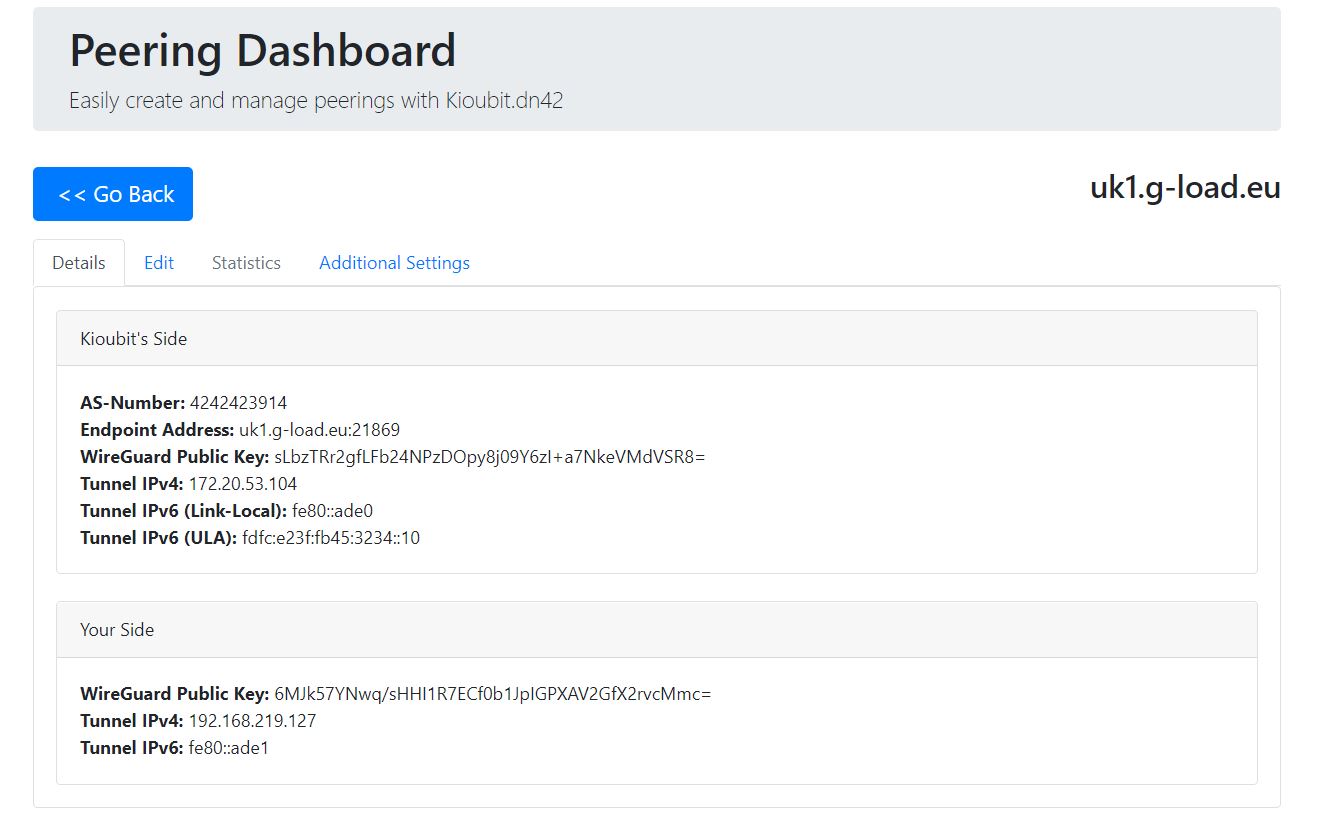 Peering Dashboard
Easily create and manage peerings with Kioubit.dn42
<< Go Back
uk1.g-load.eu
Details
Edit
Statistics
Additional Settings
Kioubit's Side
AS-Number: 4242423914
Endpoint Address: uk1.g-load.eu:21869
WireGuard Public Key: sLbzTRr2gfLFb24NPzDOpy8j09Y6zI+a7NkeVMdVSR8=
Tunnel IPv4: 172.20.53.104
Tunnel IPv6 (Link-Local): fe80::ade0
Tunnel IPv6 (ULA): fdfc:e23f:fb45:3234::10
Your Side
WireGuard Public Key: 6MJk57YNwq/sHHI1R7ECf0b1JpIGPXAV2GfX2rvcMmc=
Tunnel IPv4: 192.168.219.127
Tunnel IPv6: fe80::ade1